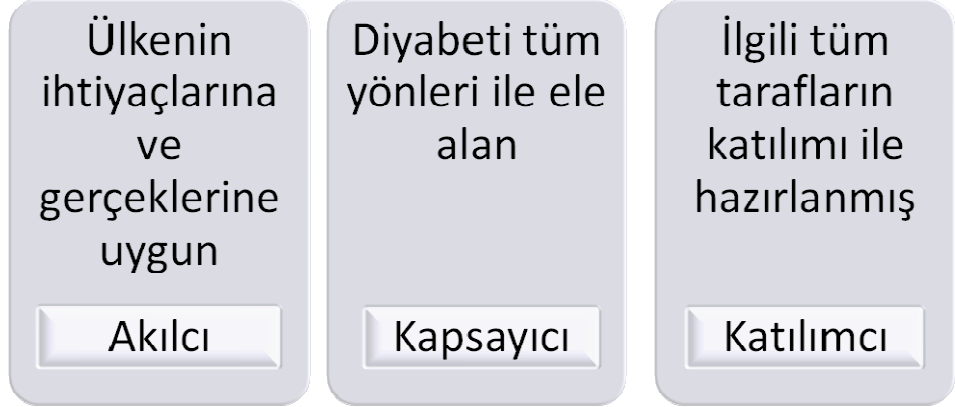 Ülkenin
ihtiyaçlarına
ve
gerçeklerine
uygun
Akılcı
Diyabeti tüm
yönleri ile ele
alan
Kapsayıcı
İlgili tüm
tarafların
katılımı ile
hazırlanmış
Katılımcı